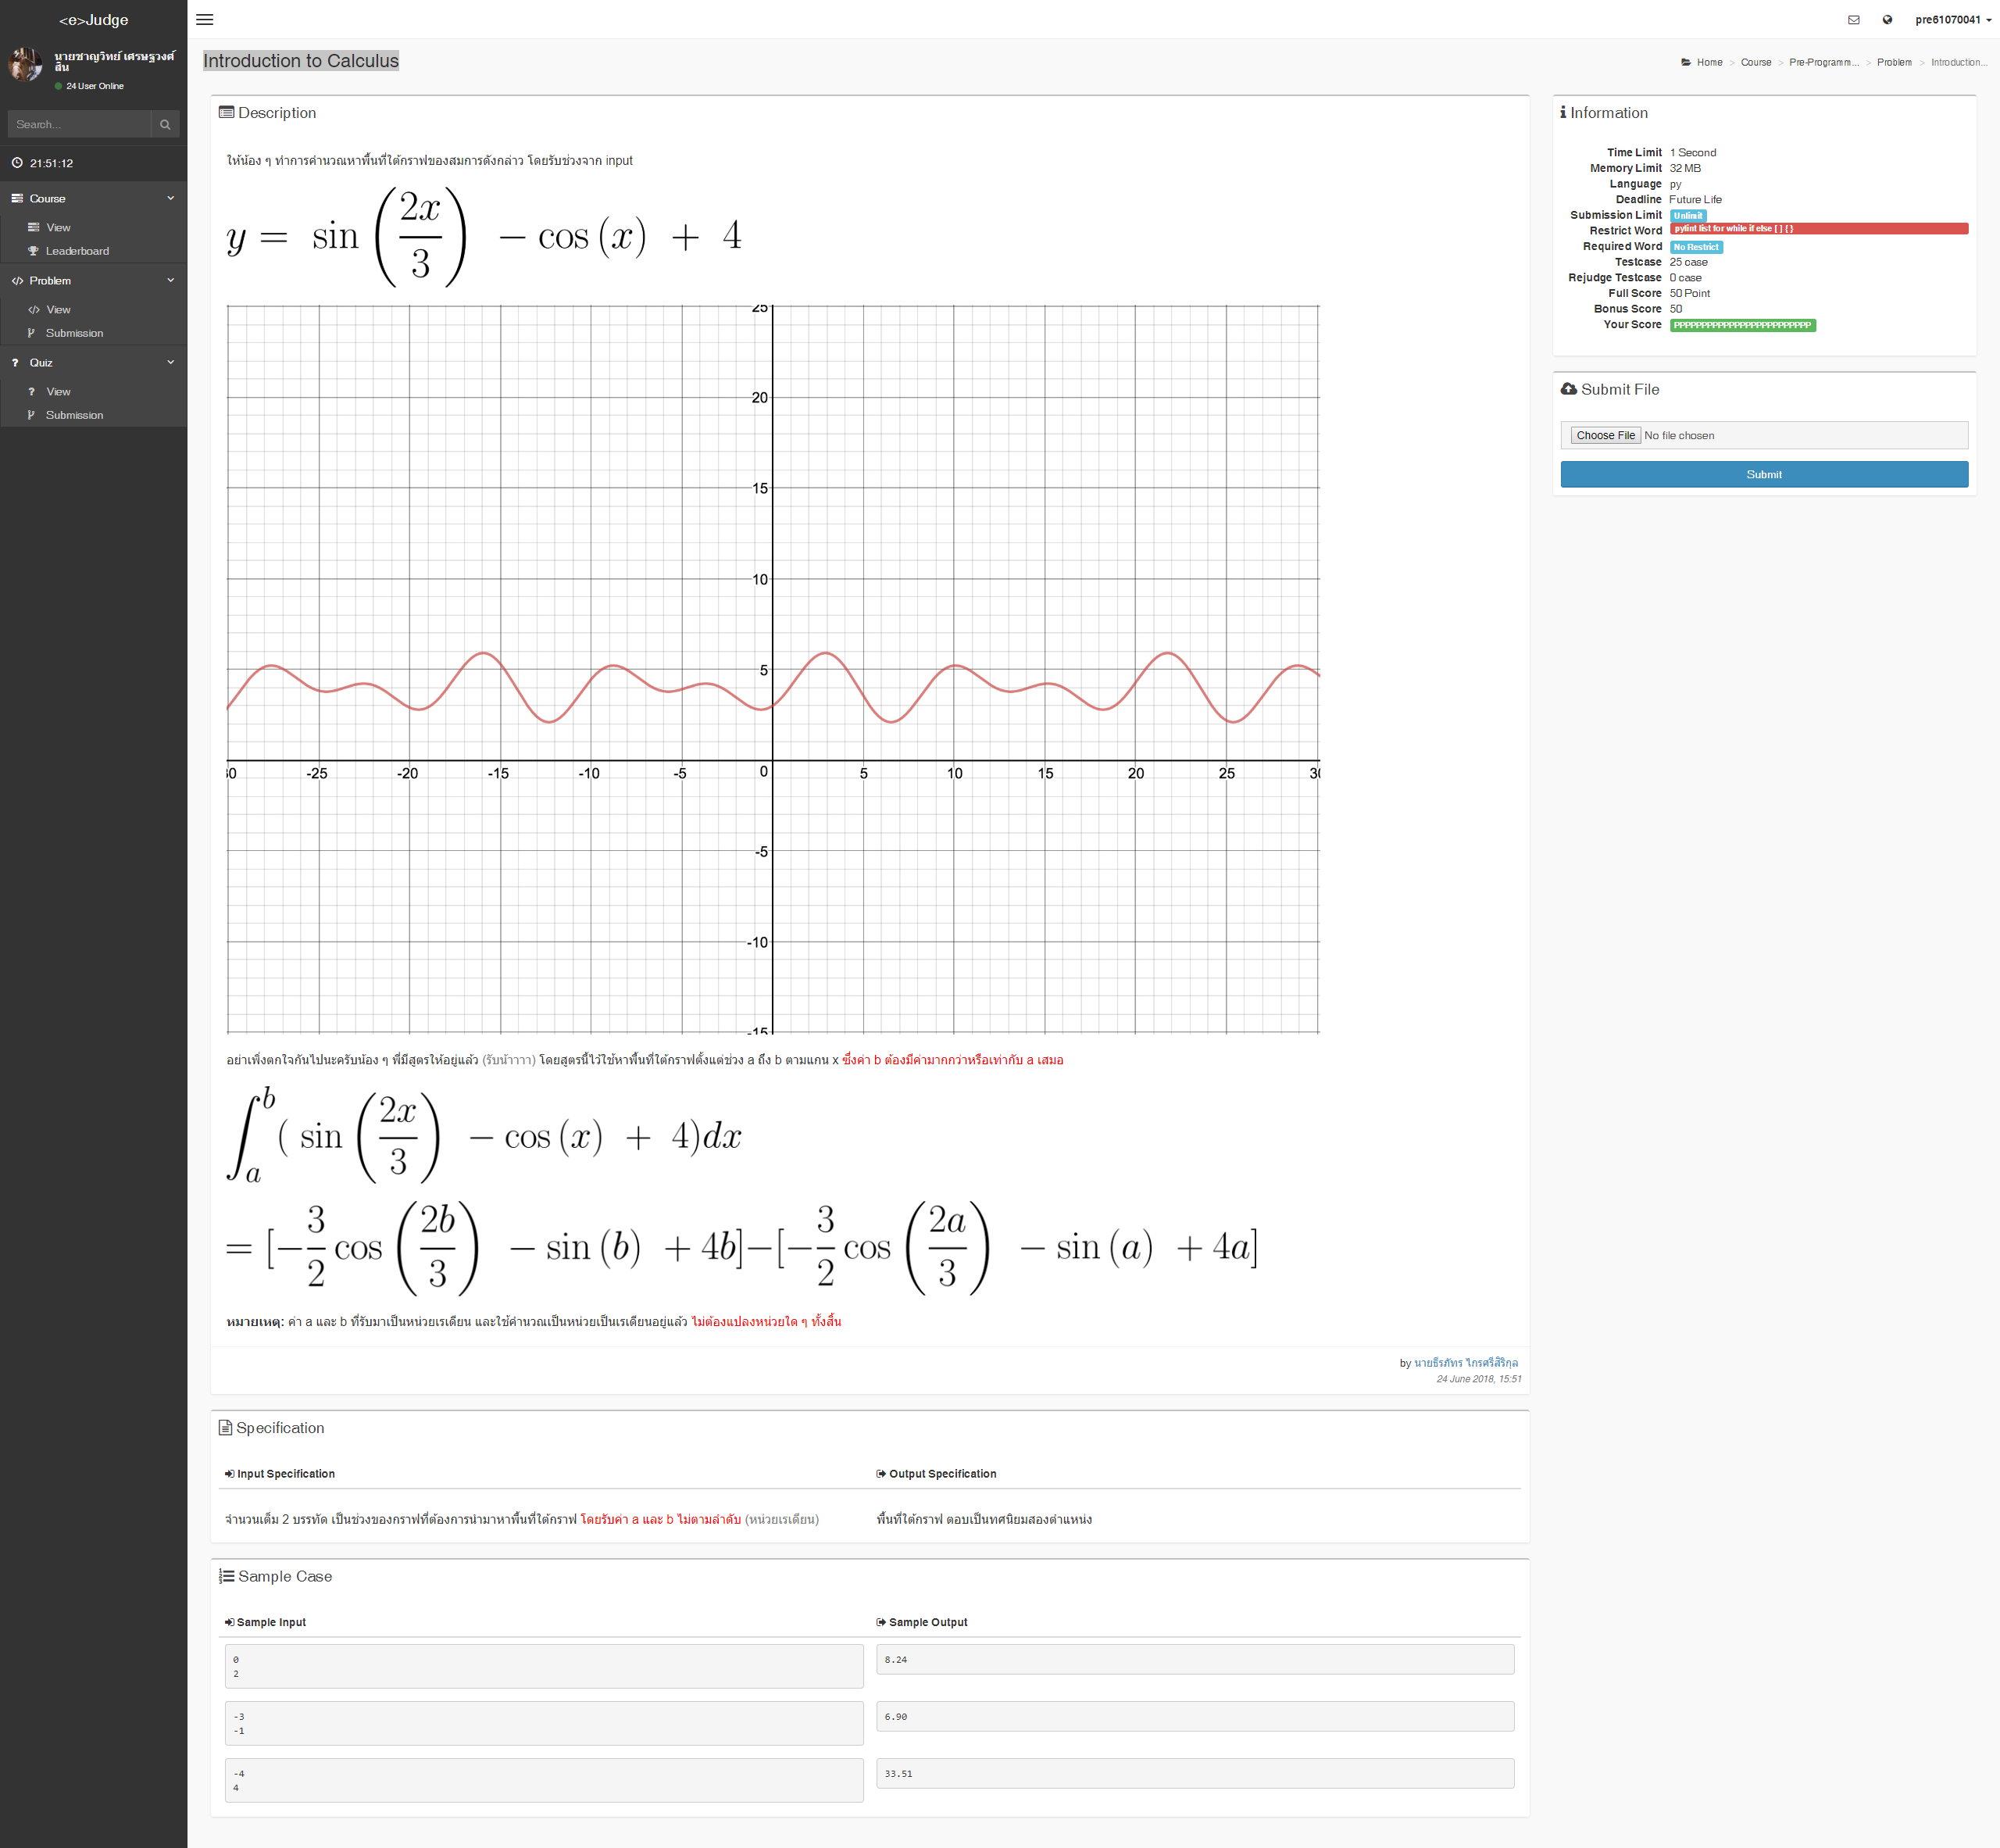 <e>Judge
นายชาญวิทย์ เศรษฐวงศ์
สิน
24 User Online
Search...
21:51:12
Course
View
Leaderboard
Problem
View
Submission
Quiz
View
Submission
pre61070041
Introduction to Calculus
Home > Course > Pre-Programm... > Problem > Introduction...
Description
ให้น้อง ๆ ทำการคำนวณหาพื้นที่ใต้กราฟของสมการดังกล่าว โดยรับช่วงจาก input
y = sin(2x/3) − cos(x) + 4
25
20
15
10
5
-25 -20 -15 -10 -5 0 5 10 15 20 25
-5
-10
-15
อย่าเพิ่งตกใจกันไปนะครับน้อง ๆ พี่มีสูตรให้อยู่แล้ว (รับน้าาาา) โดยสูตรนี้ไว้ใช้หาพื้นที่ใต้กราฟตั้งแต่ช่วง a ถึง b ตามแกน x ซึ่งค่า b ต้องมีค่ามากกว่าหรือเท่ากับ a เสมอ
∫_a^b( sin(2x/3) − cos(x) + 4)dx
= [−3/2 cos(2b/3) − sin(b) + 4b]−[−3/2 cos(2a/3) − sin(a) + 4a]
หมายเหตุ: ค่า a และ b ที่รับมาเป็นหน่วยเรเดียน และใช้คำนวณเป็นหน่วยเป็นเรเดียนอยู่แล้ว ไม่ต้องแปลงหน่วยใด ๆ ทั้งสิ้น
by นายธีรภัทร ไกรศรีสิริกุล
24 June 2018, 15:51
Specification
Input Specification
จำนวนเต็ม 2 บรรทัด เป็นช่วงของกราฟที่ต้องการนำมาหาพื้นที่ใต้กราฟ โดยรับค่า a และ b ไม่ตามลำดับ (หน่วยเรเดียน)
Output Specification
พื้นที่ใต้กราฟ ตอบเป็นทศนิยมสองตำแหน่ง
Sample Case
Sample Input
Sample Output
0
2
8.24
-3
-1
6.90
-4
4
33.51
Information
Time Limit 1 Second
Memory Limit 32 MB
Language py
Deadline Future Life
Submission Limit Unlimit
Restrict Word pylint list for while if else [ ] { }
Required Word No Restrict
Testcase 25 case
Rejudge Testcase 0 case
Full Score 50 Point
Bonus Score 50
Your Score PPPPPPPPPPPPPPPPPPPPPPPPP
Submit File
Choose File No file chosen
Submit